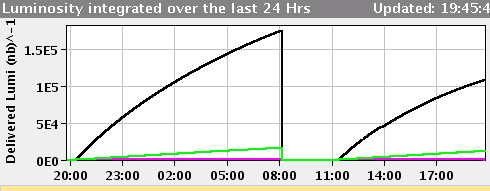 Luminosity integrated over the last 24 Hrs Updated: 19:45:4
Delivered Lumi (nb)^-1
1.5E5
1E5
5E4
0E0
20:00 23:00 02:00 05:00 08:00 11:00 14:00 17:00